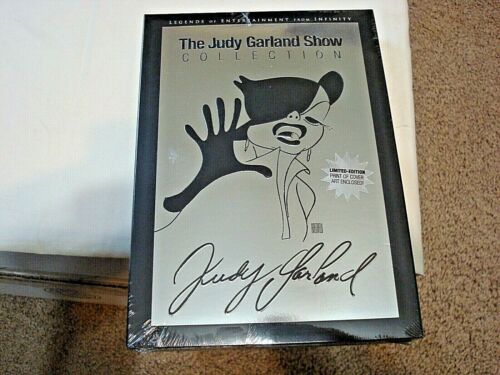 LEGENDS OF ENTERTAINMENT FROM INFINITY
The Judy Garland Show
COLLECTION
LIMITED-EDITION
PRINT OF COVER
ART ENCLOSED!
Judy Garland